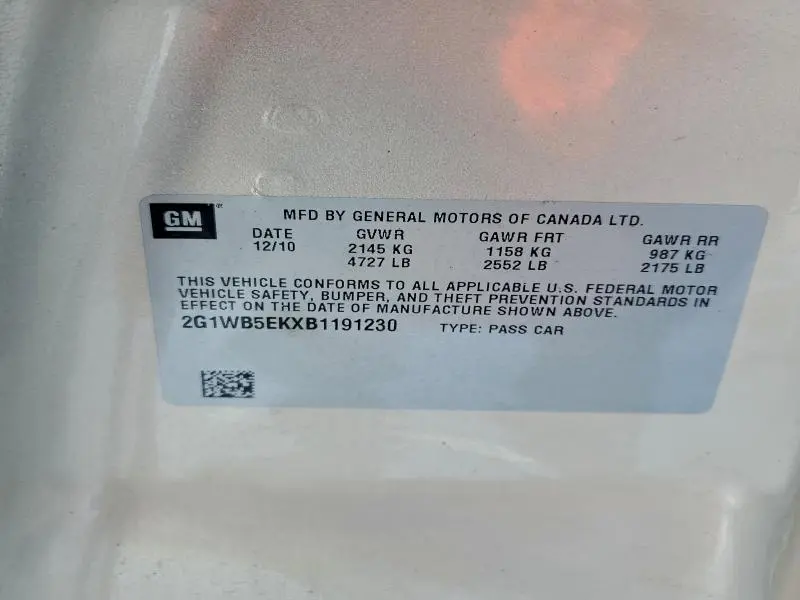 GM ®
MFD BY GENERAL MOTORS OF CANADA LTD.
DATE GVWR GAWR FRT GAWR RR
12/10 2145 KG 1158 KG 987 KG
4727 LB 2552 LB 2175 LB
THIS VEHICLE CONFORMS TO ALL APPLICABLE U.S. FEDERAL MOTOR
VEHICLE SAFETY, BUMPER, AND THEFT PREVENTION STANDARDS IN
EFFECT ON THE DATE OF MANUFACTURE SHOWN ABOVE.
2G1WB5EKXB1191230 TYPE: PASS CAR